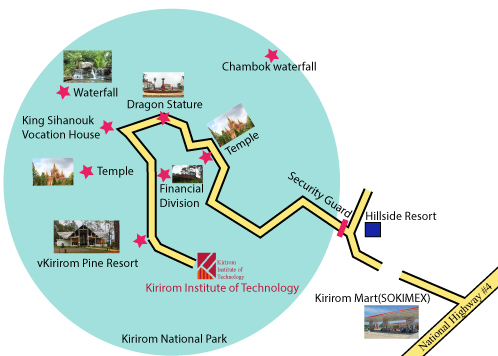 Chambok waterfall
Waterfall
Dragon Stature
King Sihanouk
Vocation House
Temple
Temple
Financial
Division
Security Guard
Hillside Resort
vKirirom Pine Resort
Kirirom
Institute of
Technology
Kirirom Institute of Technology
Kirirom Mart(SOKIMEX)
National Highway #4
Kirirom National Park